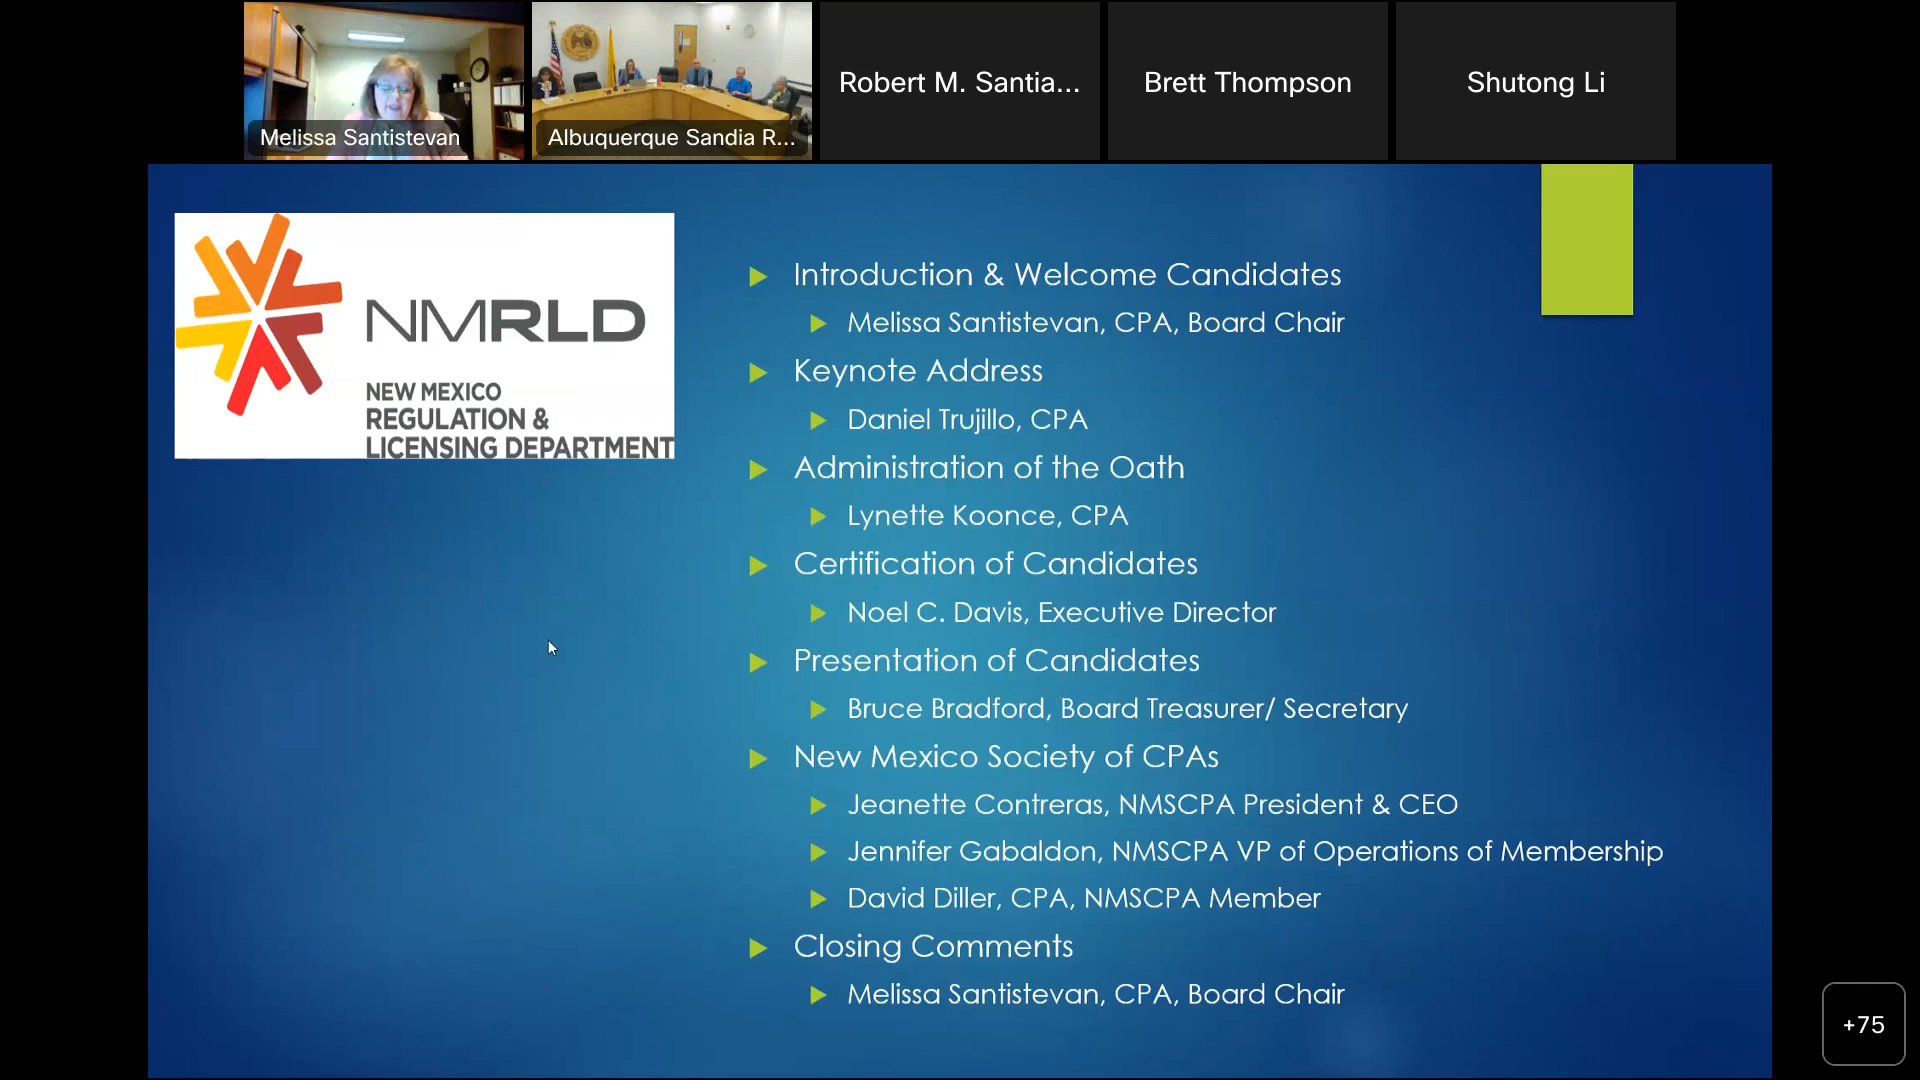 Melissa Santistevan
Albuquerque Sandia R...
Robert M. Santia...
Brett Thompson
Shutong Li
NMRLD
NEW MEXICO
REGULATION &
LICENSING DEPARTMENT
Introduction & Welcome Candidates
Melissa Santistevan, CPA, Board Chair
Keynote Address
Daniel Trujillo, CPA
Administration of the Oath
Lynette Koonce, CPA
Certification of Candidates
Noel C. Davis, Executive Director
Presentation of Candidates
Bruce Bradford, Board Treasurer/ Secretary
New Mexico Society of CPAs
Jeanette Contreras, NMSCPA President & CEO
Jennifer Gabaldon, NMSCPA VP of Operations of Membership
David Diller, CPA, NMSCPA Member
Closing Comments
Melissa Santistevan, CPA, Board Chair
+75